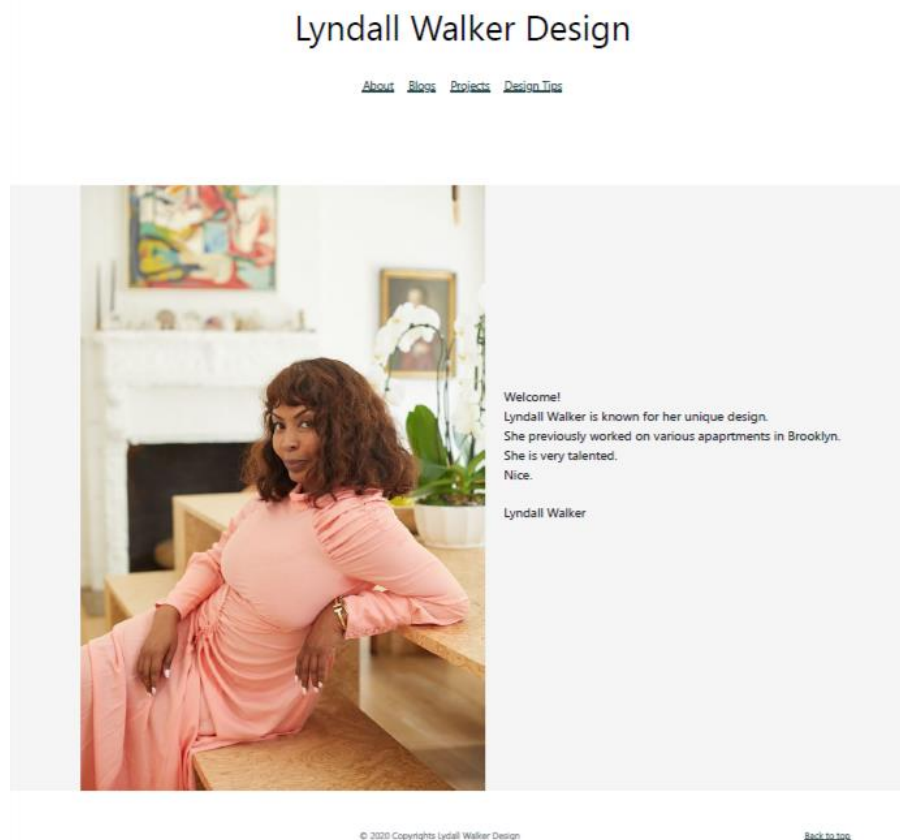 Lyndall Walker Design
About Blogs Projects Design Tips
Welcome!
Lyndall Walker is known for her unique design.
She previously worked on various apaprtments in Brooklyn.
She is very talented.
Nice.
Lyndall Walker
© 2020 Copyrights Lydall Walker Design Back to top